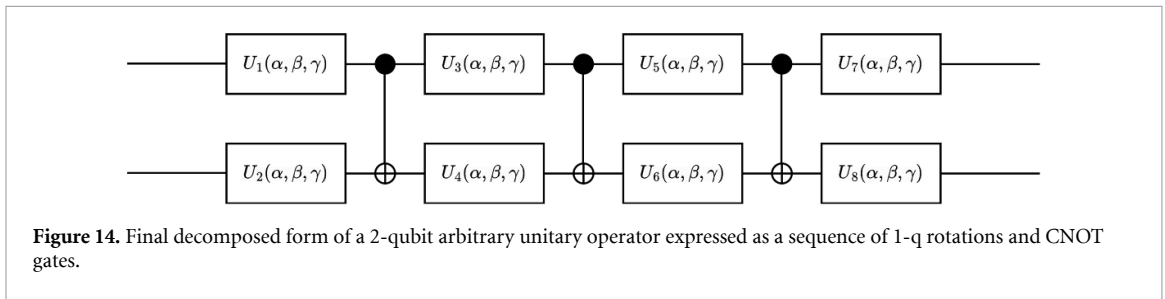 U₁(α, β, γ) U₃(α, β, γ) U₅(α, β, γ) U₇(α, β, γ)
U₂(α, β, γ) U₄(α, β, γ) U₆(α, β, γ) U₈(α, β, γ)
Figure 14. Final decomposed form of a 2-qubit arbitrary unitary operator expressed as a sequence of 1-q rotations and CNOT
gates.